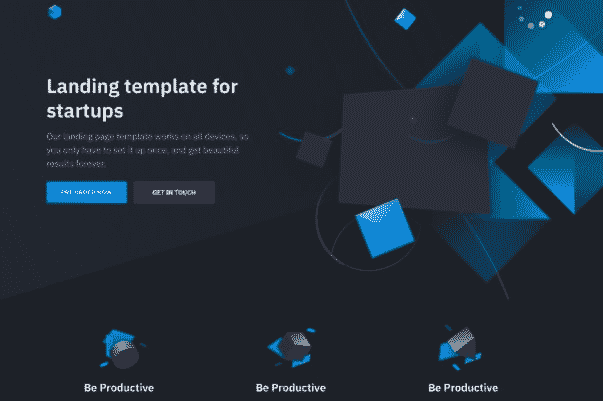 Landing template for
startups
Our landing page template works on all devices, so
you only have to set it up once, and get beautiful
results forever.
GET IN TOUCH
Be Productive
Be Productive
Be Productive